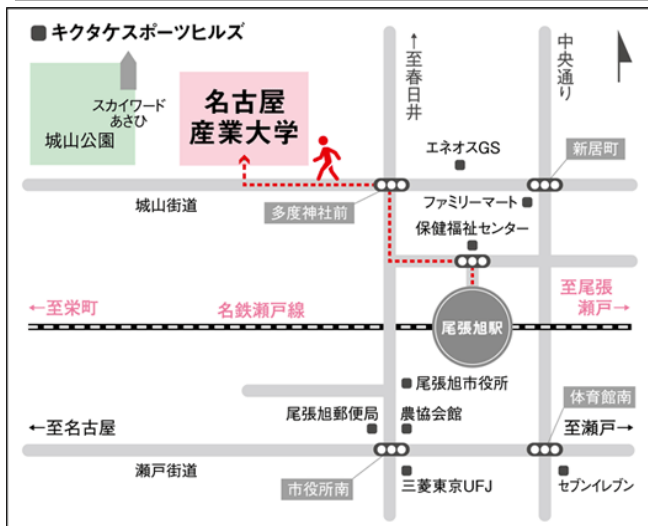 キクタケスポーツヒルズ
スカイワード
あさひ
城山公園
名古屋
産業大学
↑至春日井
中央通り
エネオスGS
新居町
城山街道
多度神社前
ファミリーマート
保健福祉センター
←至栄町
名鉄瀬戸線
至尾張
瀬戸→
尾張旭駅
尾張旭市役所
体育館南
尾張旭郵便局
農協会館
←至名古屋
至瀬戸→
瀬戸街道
市役所南
三菱東京UFJ
セブンイレブン